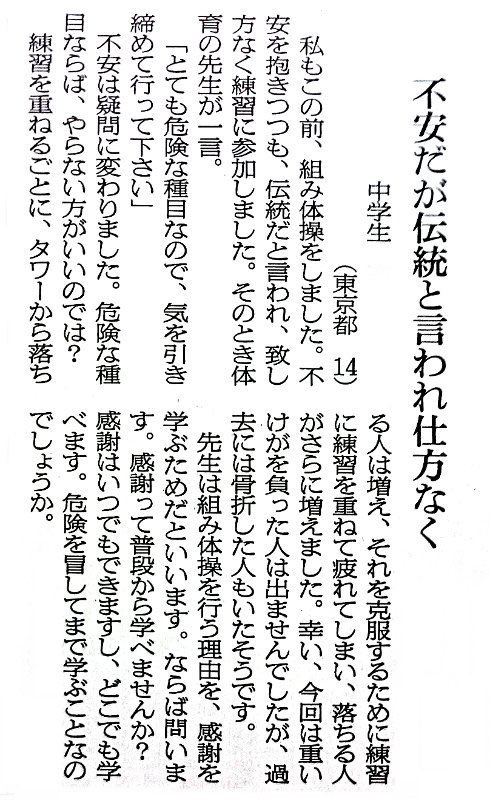 不安だが伝統と言われ仕方なく
中学生
（東京都　14）
私もこの前、組み体操をしました。不
安を抱きつつも、伝統だと言われ、致し
方なく練習に参加しました。そのとき体
育の先生が一言。
「とても危険な種目なので、気を引き
締めて行って下さい」
不安は疑問に変わりました。危険な種
目ならば、やらない方がいいのでは？
練習を重ねるごとに、タワーから落ち
る人は増え、それを克服するために練習
に練習を重ねて疲れてしまい、落ちる人
がさらに増えました。幸い、今回は重い
けがを負った人は出ませんでしたが、過
去には骨折した人もいたそうです。
先生は組み体操を行う理由を、感謝を
学ぶためだといいます。ならば問いま
す。感謝って普段から学べませんか？
感謝はいつでもできますし、どこでも学
べます。危険を冒してまで学ぶことなの
でしょうか。